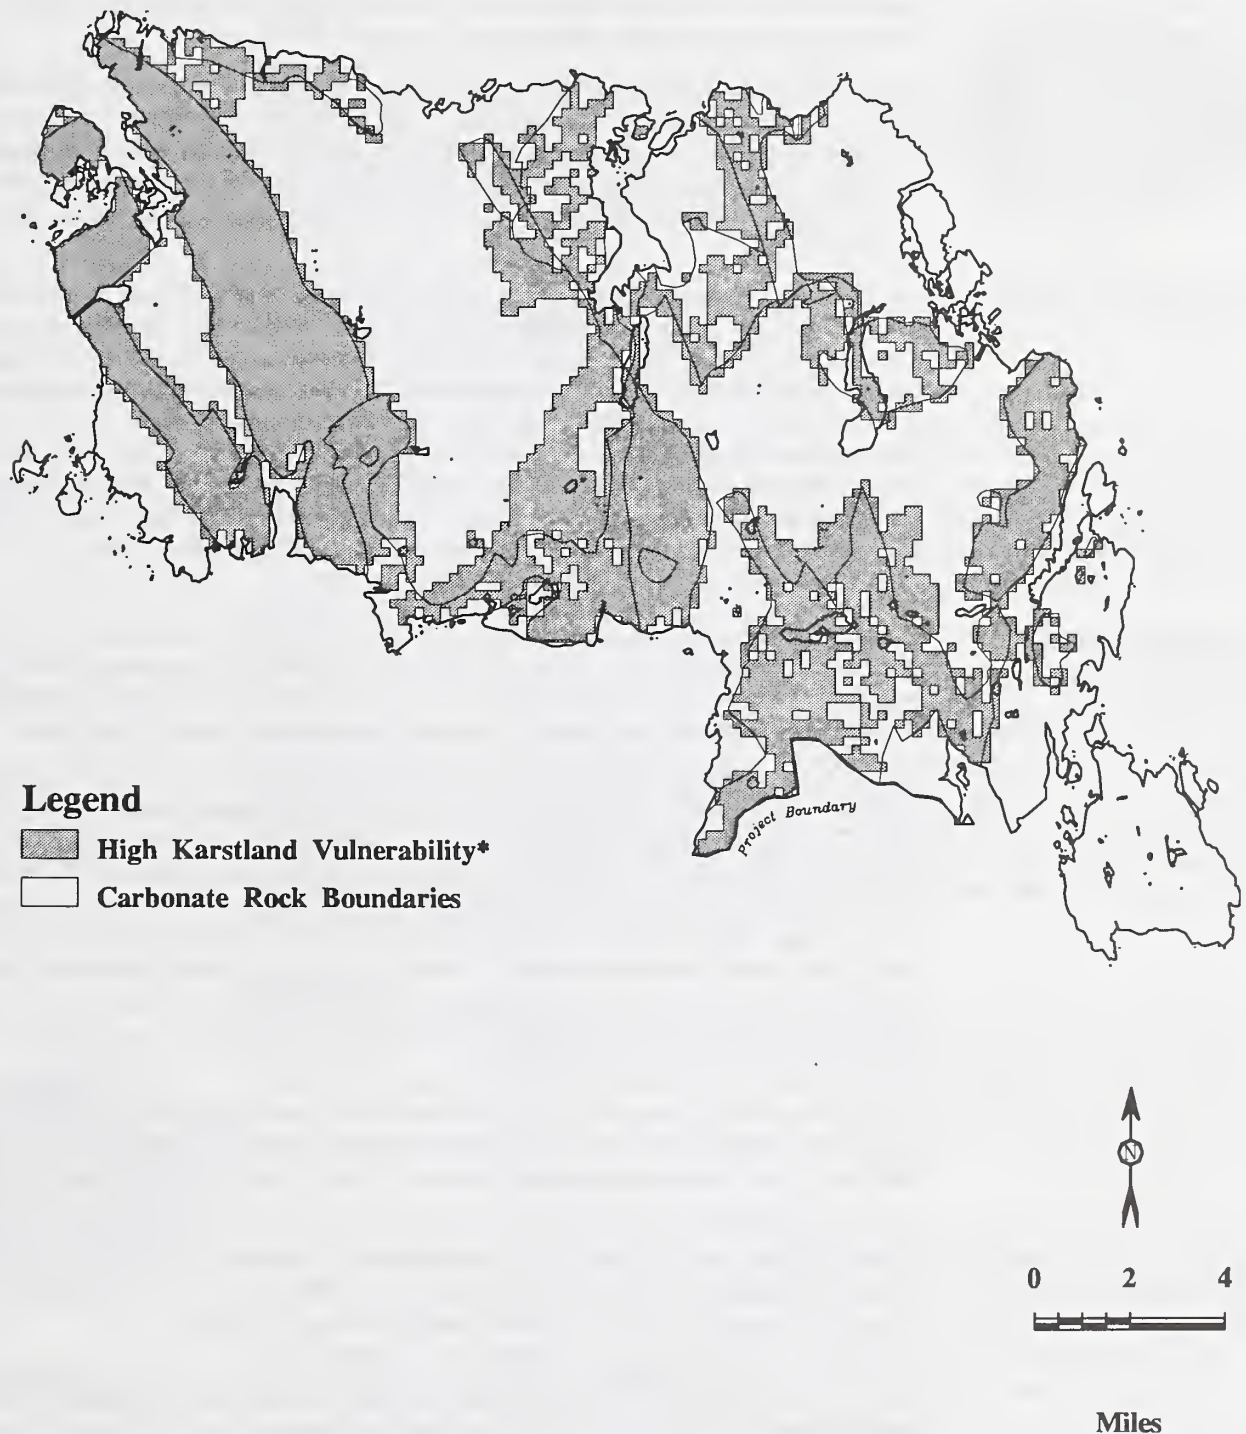 Project Boundary
Legend
High Karstland Vulnerability*
Carbonate Rock Boundaries
N
0 2 4
Miles